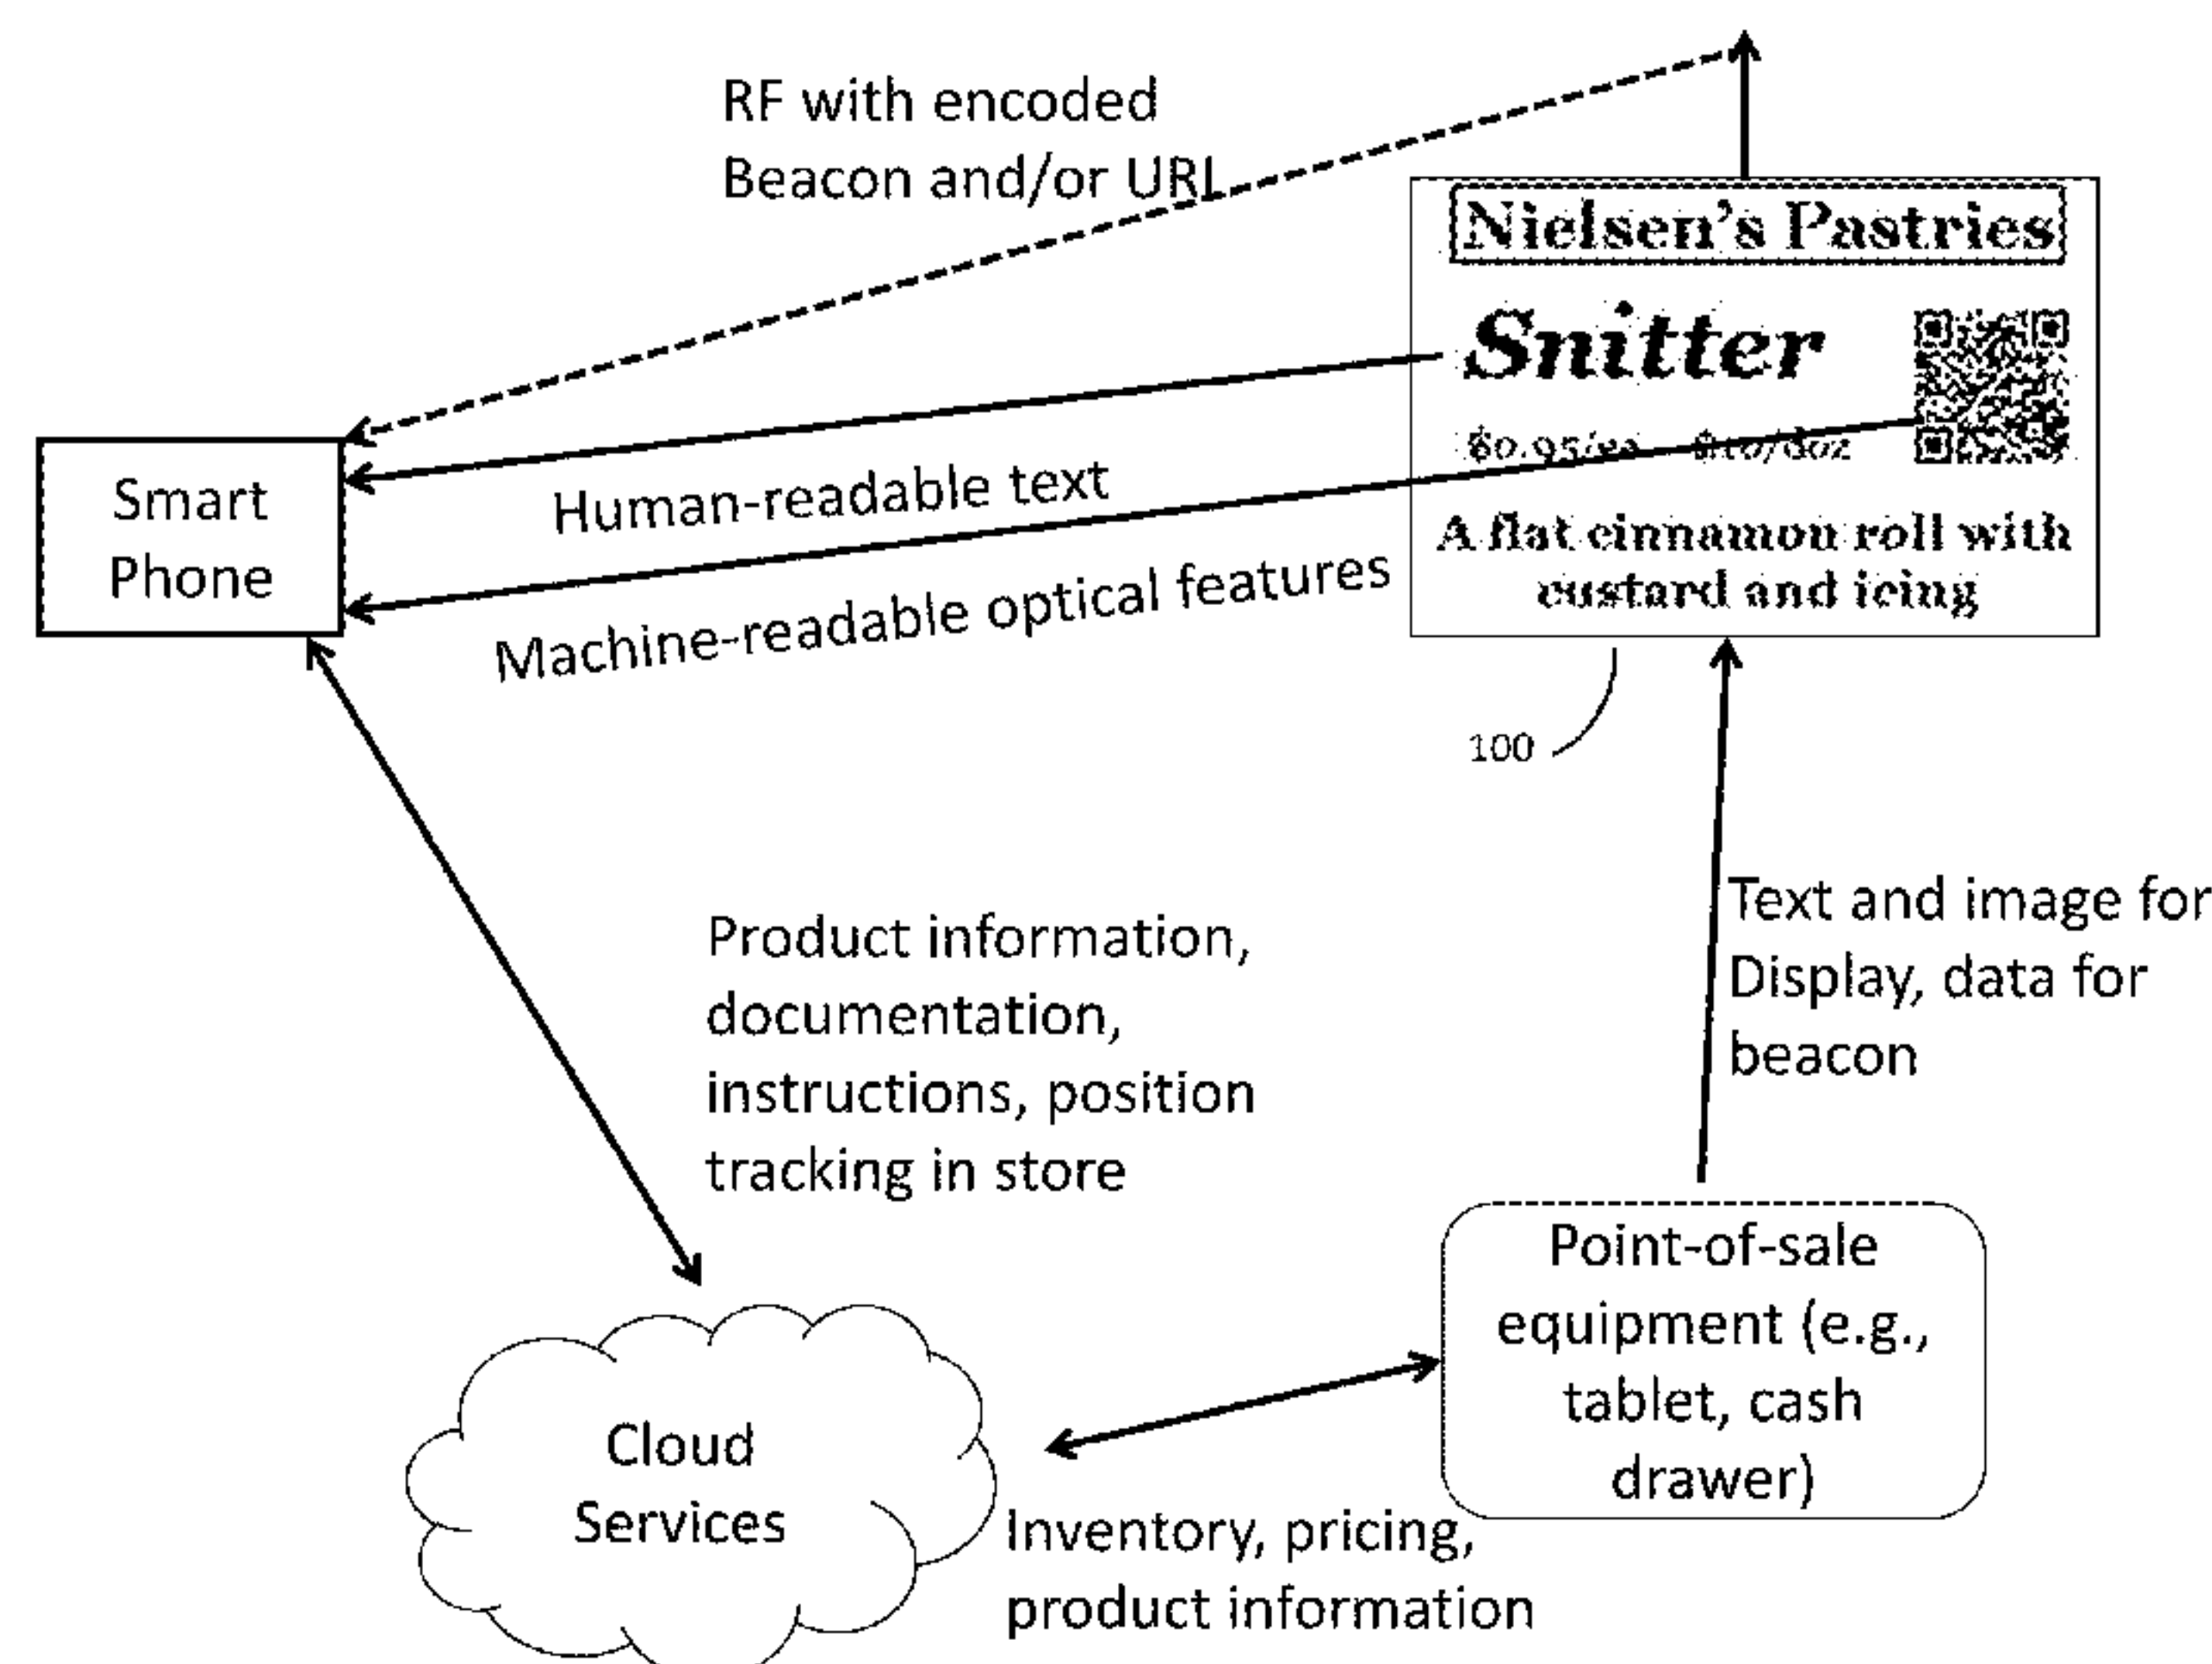 RF with encoded
Beacon and/or URL
Nielsen's Pastries
Snitter
$0.95/ea $10/doz
A flat cinnamon roll with
custard and icing
Smart
Phone
Human-readable text
Machine-readable optical features
100
Text and image for
Display, data for
beacon
Product information,
documentation,
instructions, position
tracking in store
Point-of-sale
equipment (e.g.,
tablet, cash
drawer)
Cloud
Services
Inventory, pricing,
product information